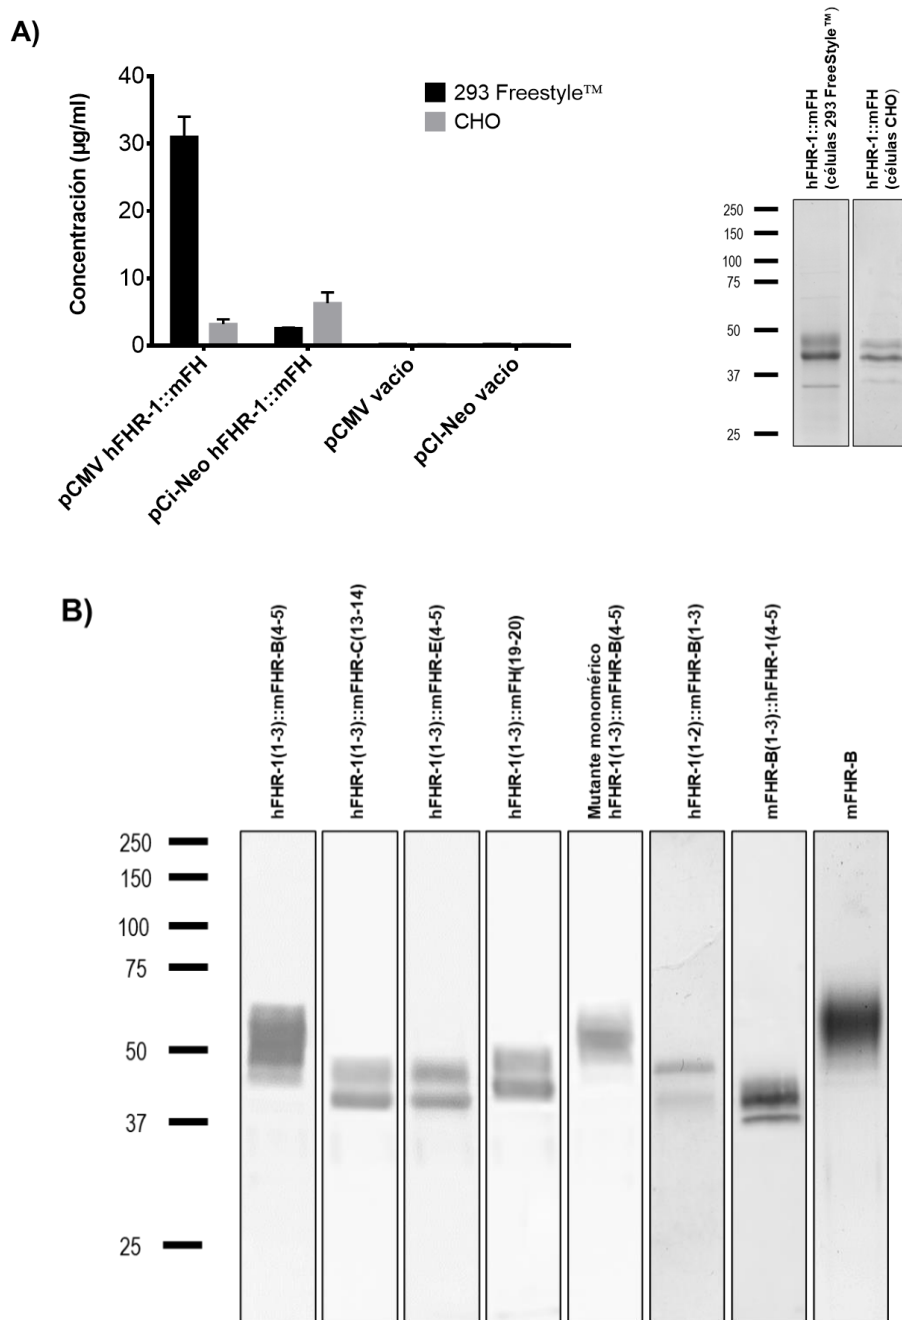 A)
Concentración (µg/ml)
40
30
20
10
0
293 Freestyle™
CHO
pCMV hFHR-1::mFH
pCi-Neo hFHR-1::mFH
pCMV vacío
pCI-Neo vacío
hFHR-1::mFH
(células 293 FreeStyle™)
hFHR-1::mFH
(células CHO)
250
150
100
75
50
37
25
B)
hFHR-1(1-3)::mFHR-B(4-5)
hFHR-1(1-3)::mFHR-C(13-14)
hFHR-1(1-3)::mFHR-E(4-5)
hFHR-1(1-3)::mFH(19-20)
Mutante monomérico
hFHR-1(1-3)::mFHR-B(4-5)
hFHR-1(1-2)::mFHR-B(1-3)
mFHR-B(1-3)::hFHR-1(4-5)
mFHR-B
250
150
100
75
50
37
25